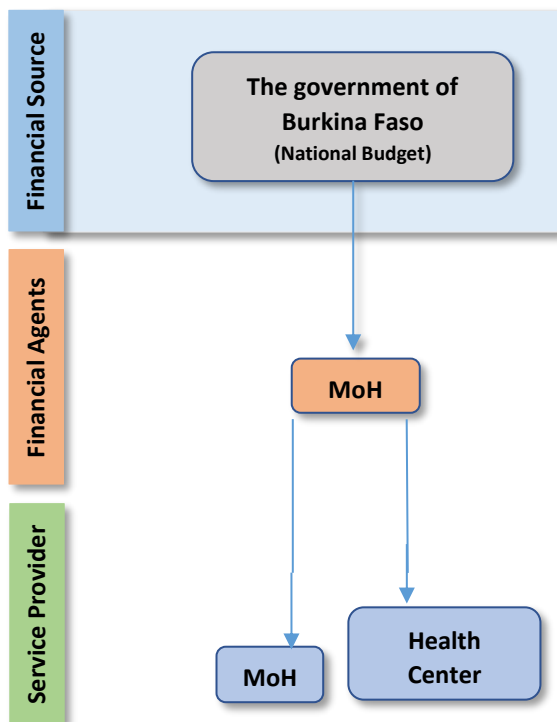 Financial Source
The government of
Burkina Faso
(National Budget)
Financial Agents
MoH
Service Provider
MoH
Health
Center